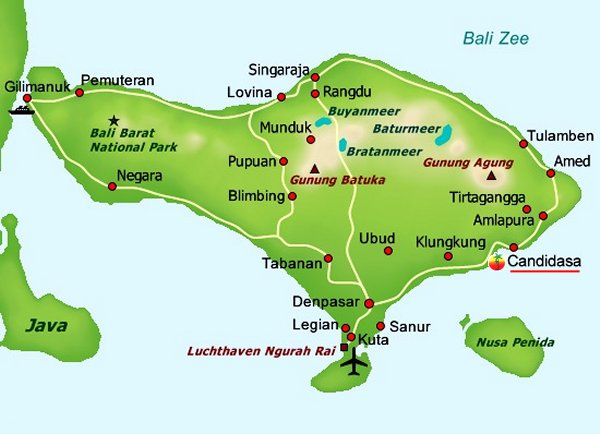 Bali Zee
Gilimanuk
Pemuteran
Singaraja
Lovina
Rangdu
Buyanmeer
Bali Barat
National Park
Munduk
Baturmeer
Bratanmeer
Tulamben
Amed
Pupuan
Gunung Batuka
Gunung Agung
Negara
Blimbing
Tirtagangga
Amlapura
Ubud
Klungkung
Tabanan
Candidasa
Denpasar
Java
Legian
Kuta
Sanur
Luchthaven Ngurah Rai
Nusa Penida